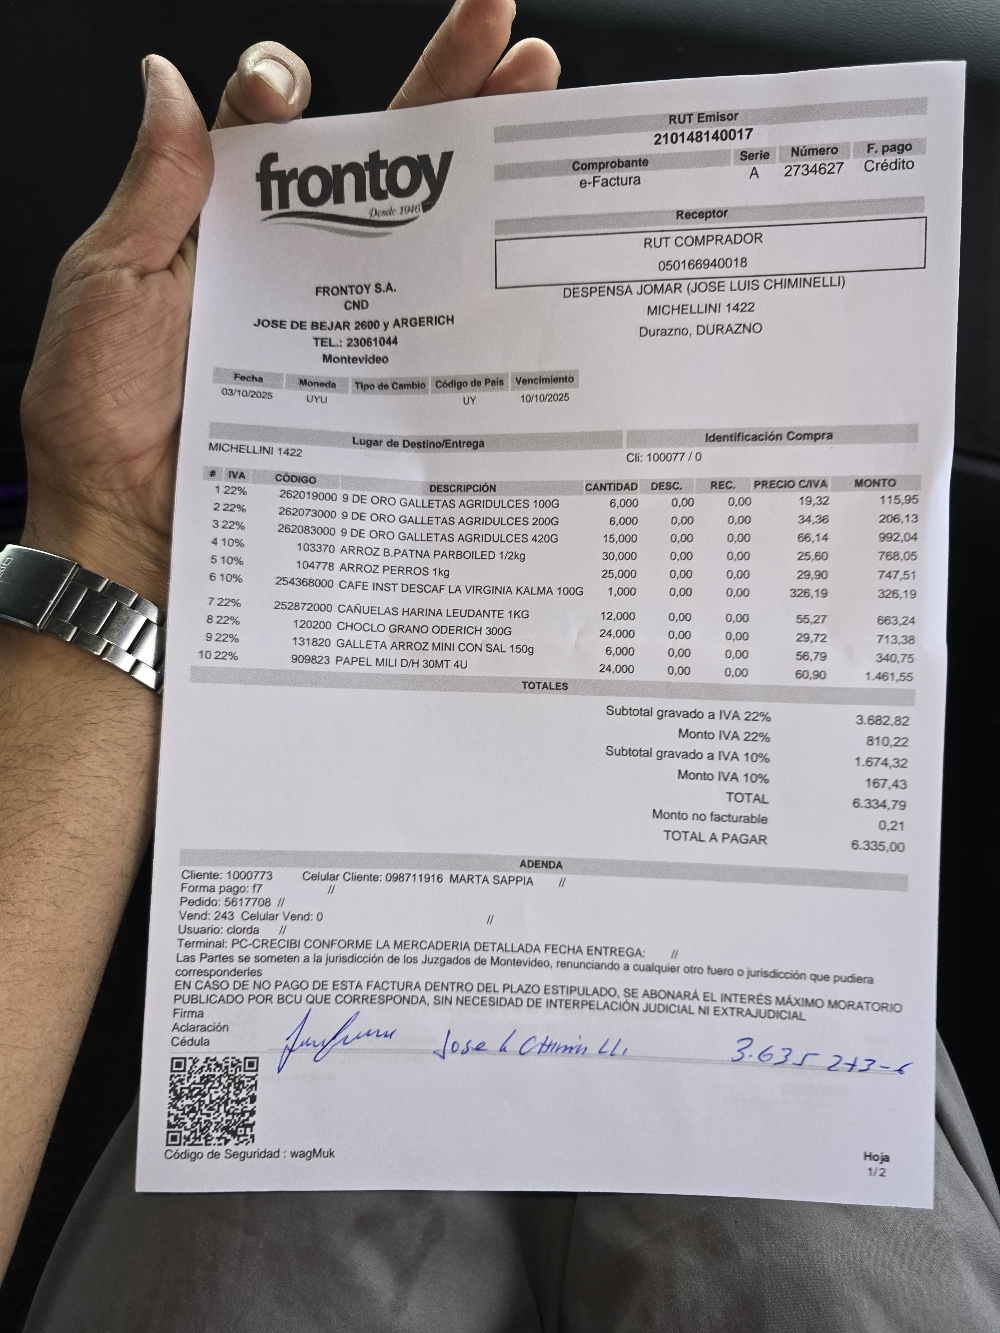 frontoy
Desde 1946
FRONTOY S.A.
CND
JOSE DE BEJAR 2600 y ARGERICH
TEL.: 23061044
Montevideo
RUT Emisor
210148140017
Comprobante Serie Número F. pago
e-Factura A 2734627 Crédito
Receptor
RUT COMPRADOR
050166940018
DESPENSA JOMAR (JOSE LUIS CHIMINELLI)
MICHELLINI 1422
Durazno, DURAZNO
Fecha Moneda Tipo de Cambio Código de País Vencimiento
03/10/2025 UYU UY 10/10/2025
Lugar de Destino/Entrega Identificación Compra
MICHELLINI 1422 Cli: 100077 / 0
# IVA CÓDIGO DESCRIPCIÓN CANTIDAD DESC. REC. PRECIO C/IVA MONTO
1 22% 262019000 9 DE ORO GALLETAS AGRIDULCES 100G 6,000 0,00 0,00 19,32 115,95
2 22% 262073000 9 DE ORO GALLETAS AGRIDULCES 200G 6,000 0,00 0,00 34,36 206,13
3 22% 262083000 9 DE ORO GALLETAS AGRIDULCES 420G 15,000 0,00 0,00 66,14 992,04
4 10% 103370 ARROZ B.PATNA PARBOILED 1/2kg 30,000 0,00 0,00 25,60 768,05
5 10% 104778 ARROZ PERROS 1kg 25,000 0,00 0,00 29,90 747,51
6 10% 254368000 CAFE INST DESCAF LA VIRGINIA KALMA 100G 1,000 0,00 0,00 326,19 326,19
7 22% 252872000 CAÑUELAS HARINA LEUDANTE 1KG 12,000 0,00 0,00 55,27 663,24
8 22% 120200 CHOCLO GRANO ODERICH 300G 24,000 0,00 0,00 29,72 713,38
9 22% 131820 GALLETA ARROZ MINI CON SAL 150g 6,000 0,00 0,00 56,79 340,75
10 22% 909823 PAPEL MILI D/H 30MT 4U 24,000 0,00 0,00 60,90 1.461,55
TOTALES
Subtotal gravado a IVA 22% 3.682,82
Monto IVA 22% 810,22
Subtotal gravado a IVA 10% 1.674,32
Monto IVA 10% 167,43
TOTAL 6.334,79
Monto no facturable 0,21
TOTAL A PAGAR 6.335,00
ADENDA
Cliente: 1000773 Celular Cliente: 098711916 MARTA SAPPIA //
Forma pago: f7 //
Pedido: 5617708 //
Vend: 243 Celular Vend: 0 //
Usuario: clorda //
Terminal: PC-CRECIBI CONFORME LA MERCADERIA DETALLADA FECHA ENTREGA: //
Las Partes se someten a la jurisdicción de los Juzgados de Montevideo, renunciando a cualquier otro fuero o jurisdicción que pudiera
corresponderles
EN CASO DE NO PAGO DE ESTA FACTURA DENTRO DEL PLAZO ESTIPULADO, SE ABONARÁ EL INTERÉS MÁXIMO MORATORIO
PUBLICADO POR BCU QUE CORRESPONDA, SIN NECESIDAD DE INTERPELACIÓN JUDICIAL NI EXTRAJUDICIAL
Firma
Aclaración
Cédula
Jose L Chiminelli 3.635 273-6
Código de Seguridad : wagMuk
Hoja
1/2